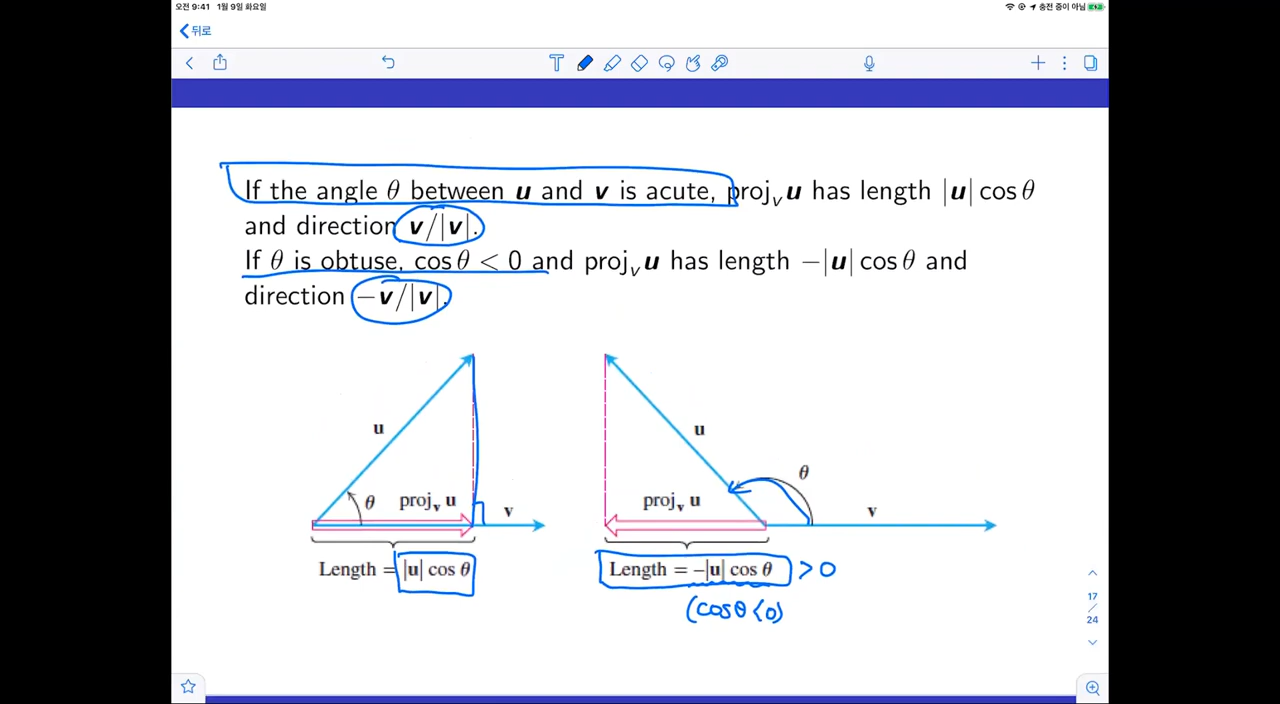 오전 9:41 1월 9일 화요일
충전 중이 아님
뒤로
If the angle θ between u and v is acute, proj_v u has length |u| cos θ
and direction v/|v|.
If θ is obtuse, cos θ < 0 and proj_v u has length −|u| cos θ and
direction −v/|v|.
u
θ
proj_v u
v
Length = |u| cos θ
u
θ
proj_v u
v
Length = −|u| cos θ > 0
(cosθ<0)
17
/
24